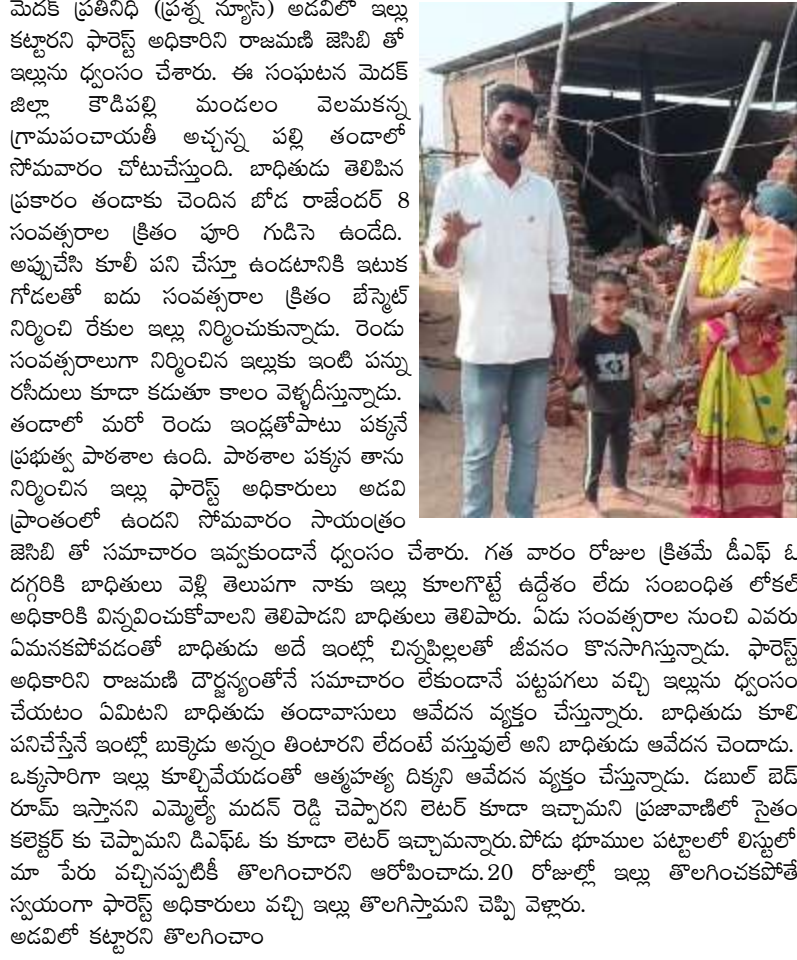 మెదక్ ప్రతినిధి (ప్రశ్న న్యూస్) అడవిలో ఇల్లు
కట్టారని ఫారెస్ట్ అధికారిని రాజమణి జెసిబి తో
ఇల్లును ధ్వంసం చేశారు. ఈ సంఘటన మెదక్
జిల్లా కౌడిపల్లి మండలం వెలమకన్న
గ్రామపంచాయతీ అచ్చన్న పల్లి తండాలో
సోమవారం చోటుచేస్తుంది. బాధితుడు తెలిపిన
ప్రకారం తండాకు చెందిన బోడ రాజేందర్ 8
సంవత్సరాల క్రితం పూరి గుడిసె ఉండేది.
అప్పుచేసి కూలీ పని చేస్తూ ఉండటానికి ఇటుక
గోడలతో ఐదు సంవత్సరాల క్రితం బేస్మెట్
నిర్మించి రేకుల ఇల్లు నిర్మించుకున్నాడు. రెండు
సంవత్సరాలుగా నిర్మించిన ఇల్లుకు ఇంటి పన్ను
రసీదులు కూడా కడుతూ కాలం వెళ్ళదీస్తున్నాడు.
తండాలో మరో రెండు ఇండ్లతోపాటు పక్కనే
ప్రభుత్వ పాఠశాల ఉంది. పాఠశాల పక్కన తాను
నిర్మించిన ఇల్లు ఫారెస్ట్ అధికారులు అడవి
ప్రాంతంలో ఉందని సోమవారం సాయంత్రం
జెసిబి తో సమాచారం ఇవ్వకుండానే ధ్వంసం చేశారు. గత వారం రోజుల క్రితమే డీఎఫ్ ఓ
దగ్గరికి బాధితులు వెళ్లి తెలుపగా నాకు ఇల్లు కూలగొట్టే ఉద్దేశం లేదు సంబంధిత లోకల్
అధికారికి విన్నవించుకోవాలని తెలిపాడని బాధితులు తెలిపారు. ఏడు సంవత్సరాల నుంచి ఎవరు
ఏమనకపోవడంతో బాధితుడు అదే ఇంట్లో చిన్నపిల్లలతో జీవనం కొనసాగిస్తున్నాడు. ఫారెస్ట్
అధికారిని రాజమణి దౌర్జన్యంతోనే సమాచారం లేకుండానే పట్టపగలు వచ్చి ఇల్లును ధ్వంసం
చేయటం ఏమిటని బాధితుడు తండావాసులు ఆవేదన వ్యక్తం చేస్తున్నారు. బాధితుడు కూలి
పనిచేస్తేనే ఇంట్లో బుక్కెడు అన్నం తింటారని లేదంటే వస్తువులే అని బాధితుడు ఆవేదన చెందాడు.
ఒక్కసారిగా ఇల్లు కూల్చివేయడంతో ఆత్మహత్య దిక్కని ఆవేదన వ్యక్తం చేస్తున్నాడు. డబుల్ బెడ్
రూమ్ ఇస్తానని ఎమ్మెల్యే మదన్ రెడ్డి చెప్పారని లెటర్ కూడా ఇచ్చామని ప్రజావాణిలో సైతం
కలెక్టర్ కు చెప్పామని డిఎఫ్ఓ కు కూడా లెటర్ ఇచ్చామన్నారు.పోడు భూముల పట్టాలలో లిస్టులో
మా పేరు వచ్చినప్పటికీ తొలగించారని ఆరోపించాడు.20 రోజుల్లో ఇల్లు తొలగించకపోతే
స్వయంగా ఫారెస్ట్ అధికారులు వచ్చి ఇల్లు తొలగిస్తామని చెప్పి వెళ్లారు.
అడవిలో కట్టారని తొలగించాం